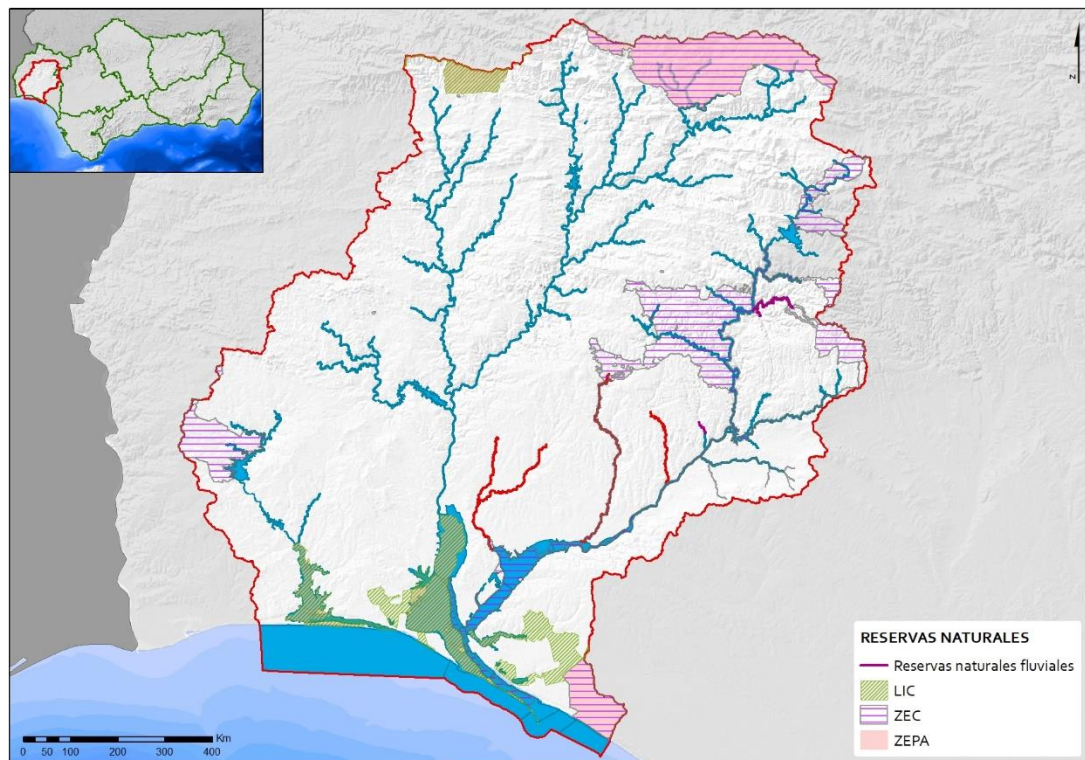 N
RESERVAS NATURALES
Reservas naturales fluviales
LIC
ZEC
ZEPA
Km
0 50 100 200 300 400